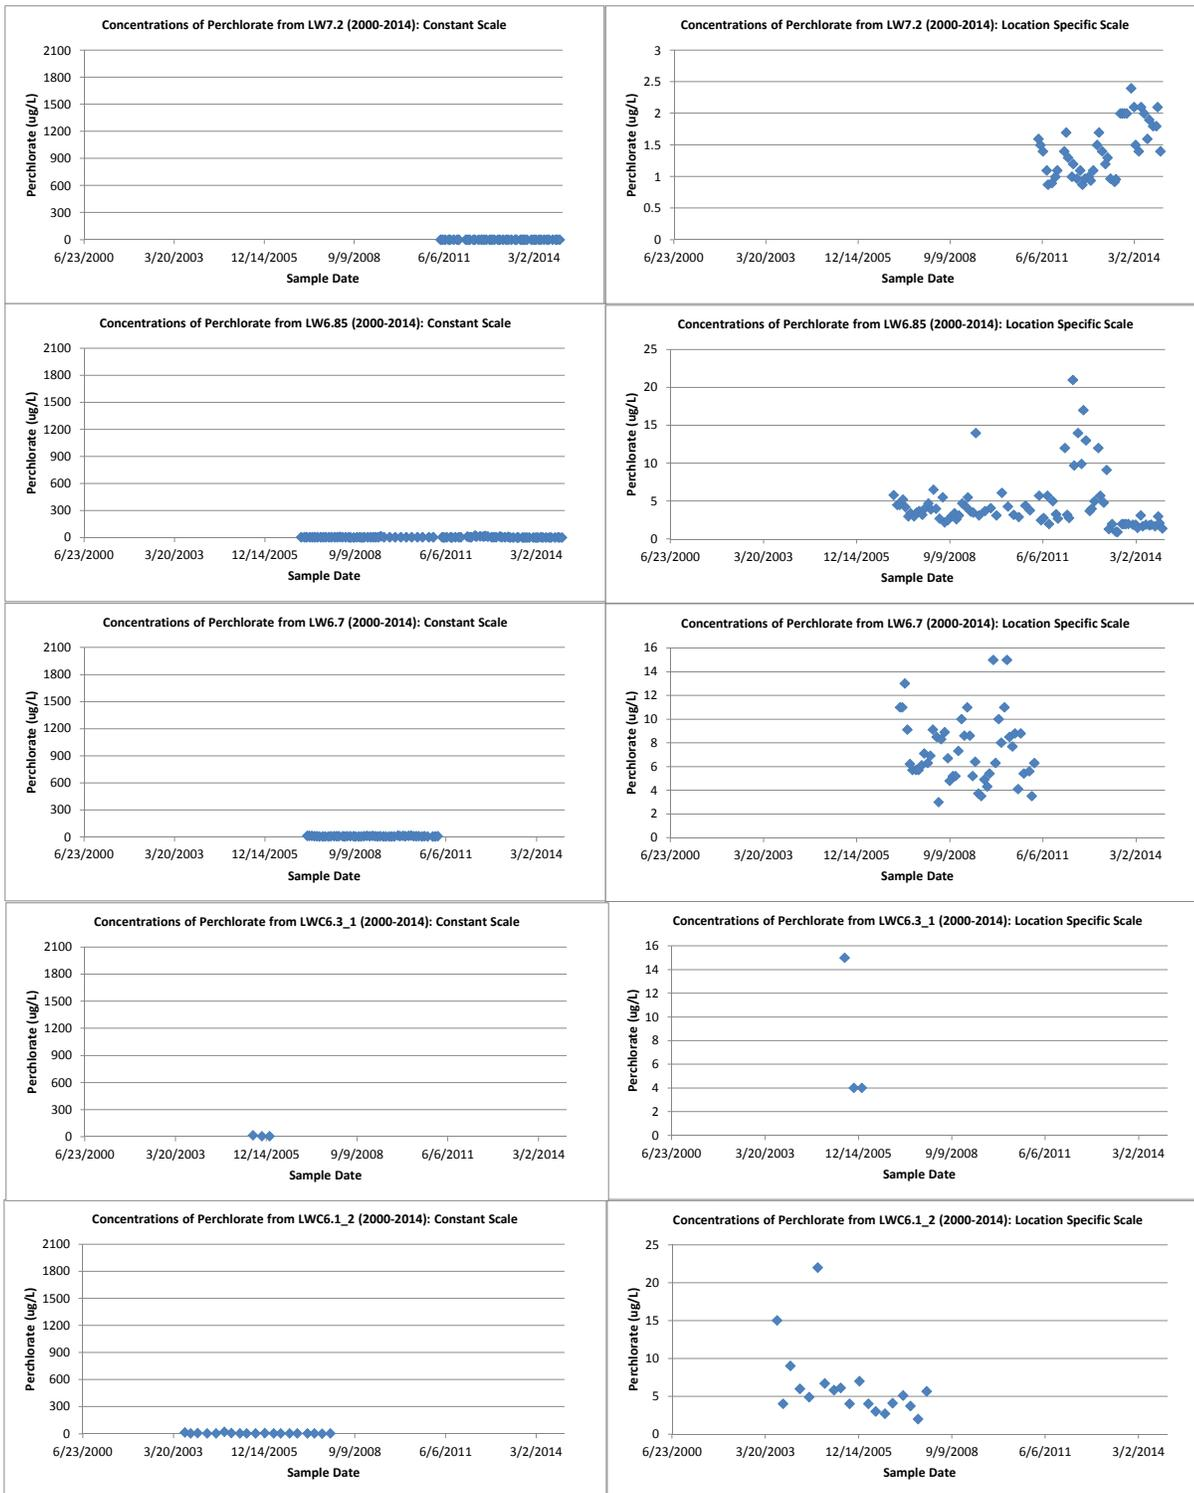 Concentrations of Perchlorate from LW7.2 (2000-2014): Constant Scale
Perchlorate (ug/L)
2100
1800
1500
1200
900
600
300
0
6/23/2000 3/20/2003 12/14/2005 9/9/2008 6/6/2011 3/2/2014
Sample Date
Concentrations of Perchlorate from LW7.2 (2000-2014): Location Specific Scale
Perchlorate (ug/L)
3
2.5
2
1.5
1
0.5
0
6/23/2000 3/20/2003 12/14/2005 9/9/2008 6/6/2011 3/2/2014
Sample Date
Concentrations of Perchlorate from LW6.85 (2000-2014): Constant Scale
Perchlorate (ug/L)
2100
1800
1500
1200
900
600
300
0
6/23/2000 3/20/2003 12/14/2005 9/9/2008 6/6/2011 3/2/2014
Sample Date
Concentrations of Perchlorate from LW6.85 (2000-2014): Location Specific Scale
Perchlorate (ug/L)
25
20
15
10
5
0
6/23/2000 3/20/2003 12/14/2005 9/9/2008 6/6/2011 3/2/2014
Sample Date
Concentrations of Perchlorate from LW6.7 (2000-2014): Constant Scale
Perchlorate (ug/L)
2100
1800
1500
1200
900
600
300
0
6/23/2000 3/20/2003 12/14/2005 9/9/2008 6/6/2011 3/2/2014
Sample Date
Concentrations of Perchlorate from LW6.7 (2000-2014): Location Specific Scale
Perchlorate (ug/L)
16
14
12
10
8
6
4
2
0
6/23/2000 3/20/2003 12/14/2005 9/9/2008 6/6/2011 3/2/2014
Sample Date
Concentrations of Perchlorate from LWC6.3_1 (2000-2014): Constant Scale
Perchlorate (ug/L)
2100
1800
1500
1200
900
600
300
0
6/23/2000 3/20/2003 12/14/2005 9/9/2008 6/6/2011 3/2/2014
Sample Date
Concentrations of Perchlorate from LWC6.3_1 (2000-2014): Location Specific Scale
Perchlorate (ug/L)
16
14
12
10
8
6
4
2
0
6/23/2000 3/20/2003 12/14/2005 9/9/2008 6/6/2011 3/2/2014
Sample Date
Concentrations of Perchlorate from LWC6.1_2 (2000-2014): Constant Scale
Perchlorate (ug/L)
2100
1800
1500
1200
900
600
300
0
6/23/2000 3/20/2003 12/14/2005 9/9/2008 6/6/2011 3/2/2014
Sample Date
Concentrations of Perchlorate from LWC6.1_2 (2000-2014): Location Specific Scale
Perchlorate (ug/L)
25
20
15
10
5
0
6/23/2000 3/20/2003 12/14/2005 9/9/2008 6/6/2011 3/2/2014
Sample Date